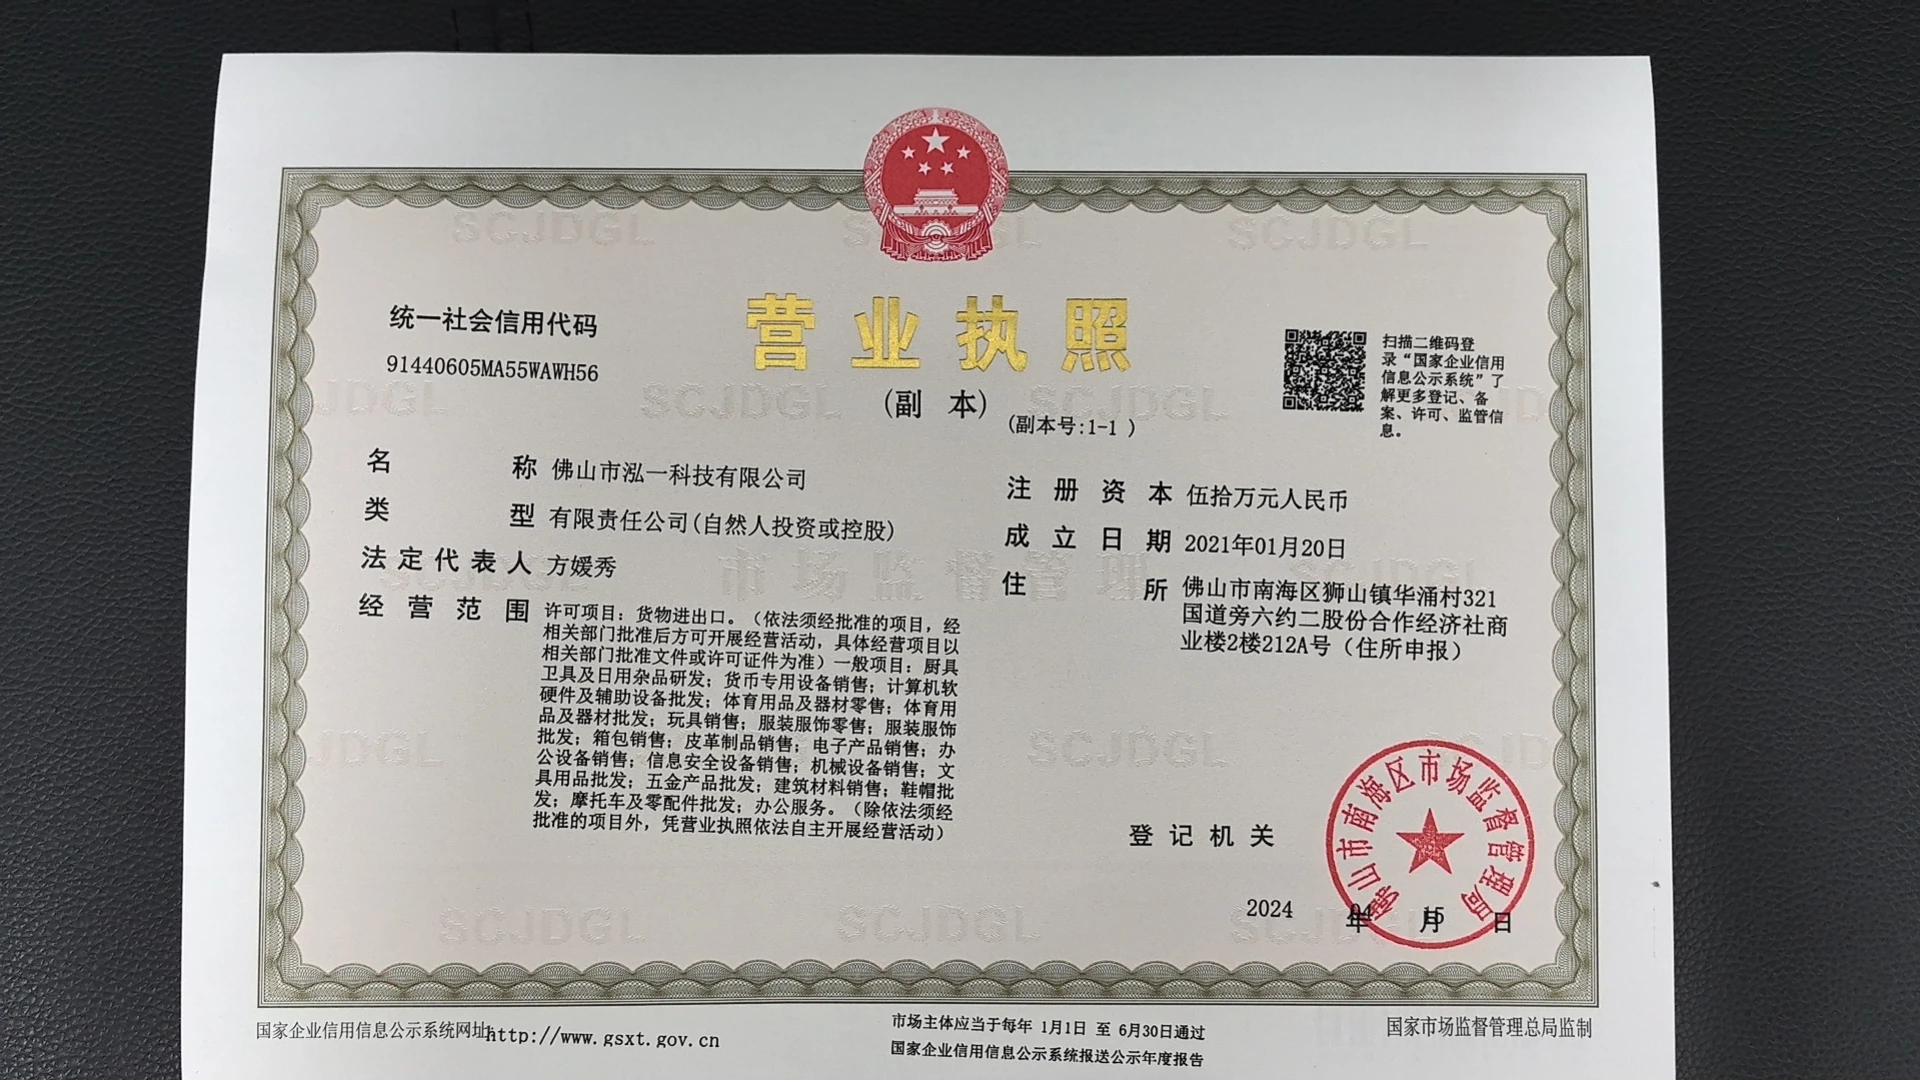 统一社会信用代码
91440605MA55WAWH56
营业执照
(副 本)
(副本号:1-1 )
扫描二维码登
录“国家企业信用
信息公示系统”了
解更多登记、备
案、许可、监管信
息。
名 称 佛山市泓一科技有限公司
类 型 有限责任公司(自然人投资或控股)
法定代表人 方媛秀
经营范围 许可项目：货物进出口。（依法须经批准的项目，经
相关部门批准后方可开展经营活动，具体经营项目以
相关部门批准文件或许可证件为准）一般项目：厨具
卫具及日用杂品研发；货币专用设备销售；计算机软
硬件及辅助设备批发；体育用品及器材零售；体育用
品及器材批发；玩具销售；服装服饰零售；服装服饰
批发；箱包销售；皮革制品销售；电子产品销售；办
公设备销售；信息安全设备销售；机械设备销售；文
具用品批发；五金产品批发；建筑材料销售；鞋帽批
发；摩托车及零配件批发；办公服务。（除依法须经
批准的项目外，凭营业执照依法自主开展经营活动）
注册资本 伍拾万元人民币
成立日期 2021年01月20日
住 所 佛山市南海区狮山镇华涌村321
国道旁六约二股份合作经济社商
业楼2楼212A号（住所申报）
登记机关
佛山市南海区市场监督管理局
2024 年 04 月 15 日
国家企业信用信息公示系统网址http://www.gsxt.gov.cn
市场主体应当于每年 1月1日 至 6月30日通过
国家企业信用信息公示系统报送公示年度报告
国家市场监督管理总局监制
SCJDGL
市场监督管理